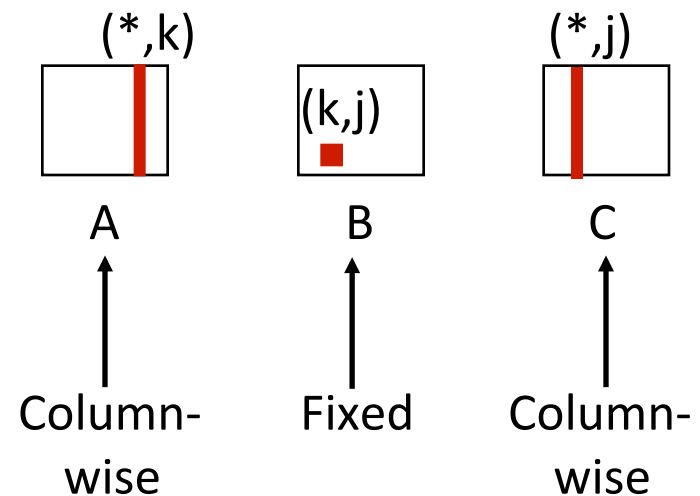 (*,k)
(k,j)
(*,j)
A
B
C
Column-
wise
Fixed
Column-
wise